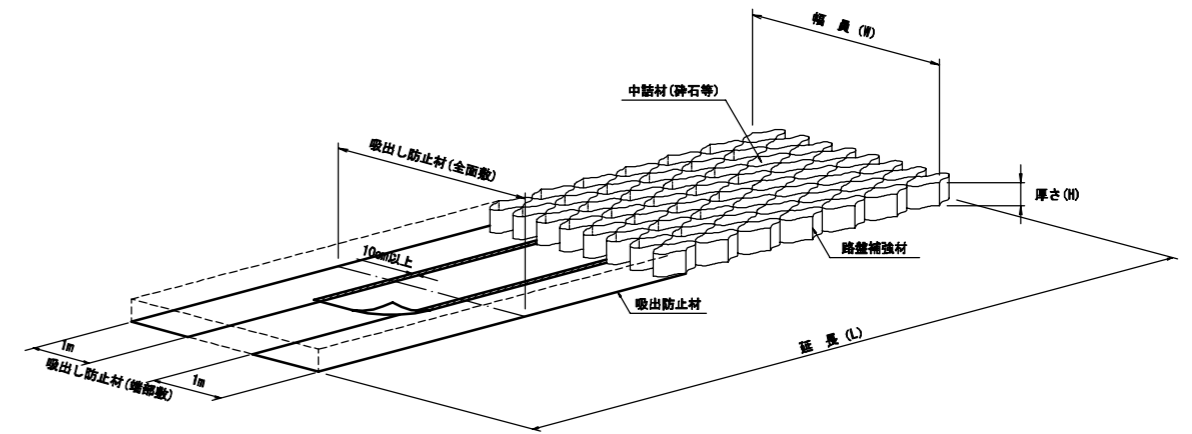 幅 員 (W)
中詰材(砕石等)
吸出し防止材(全面敷)
厚さ(H)
路盤補強材
10cm以上
吸出防止材
延 長 (L)
1m
吸出し防止材(端部敷)
1m